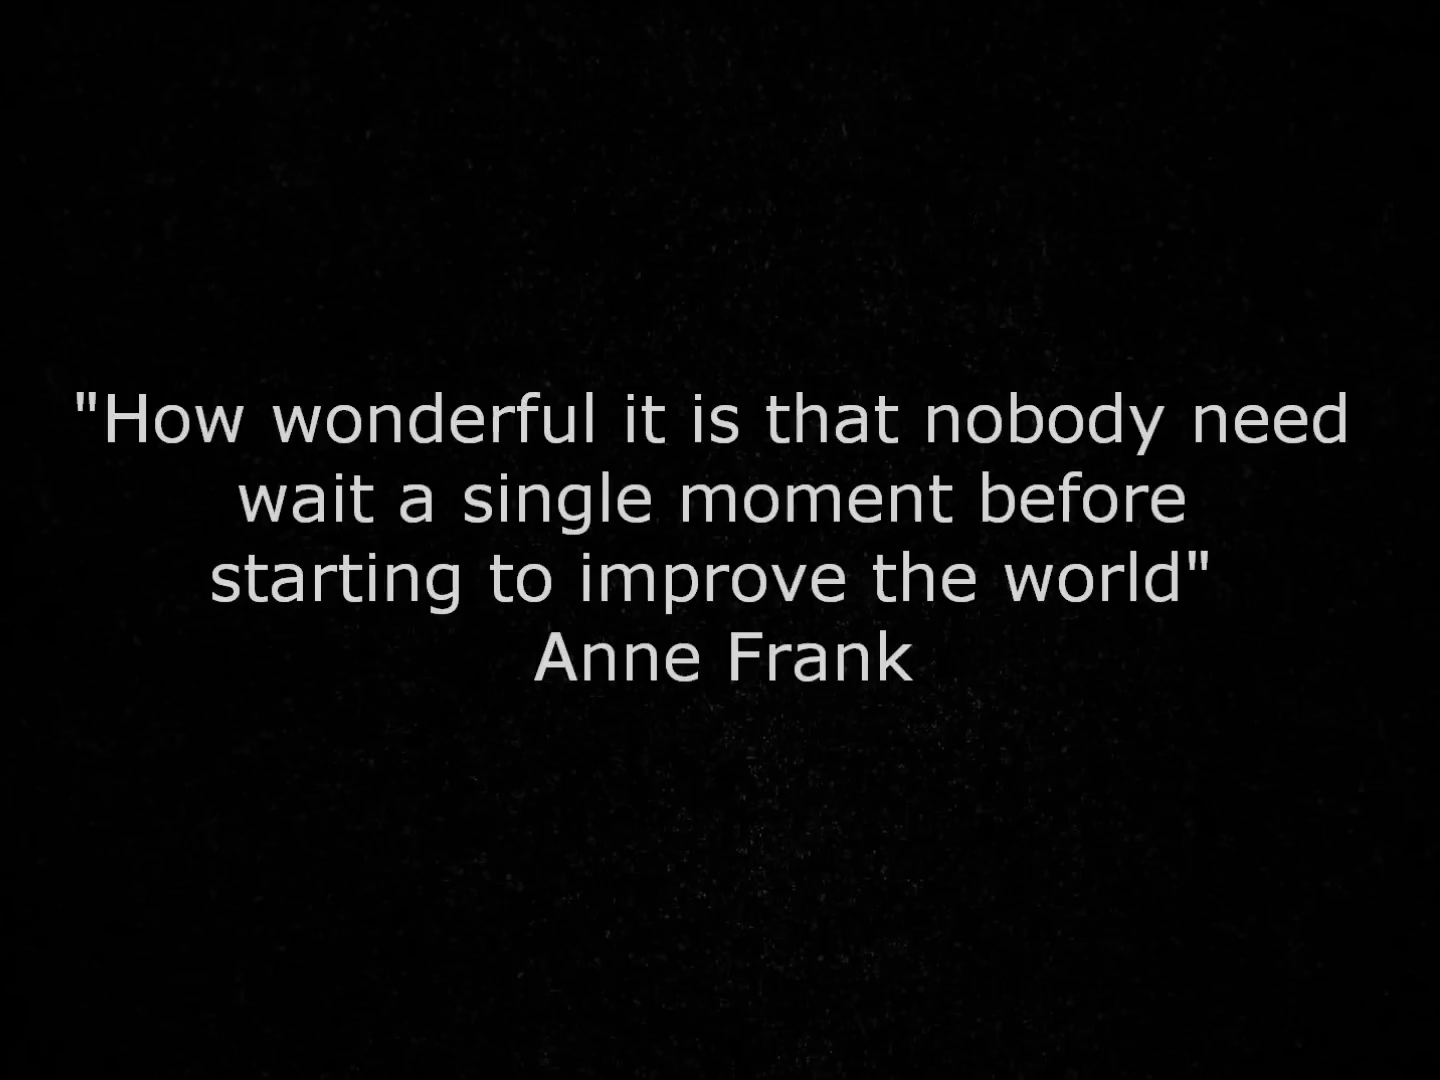 "How wonderful it is that nobody need
wait a single moment before
starting to improve the world"
Anne Frank